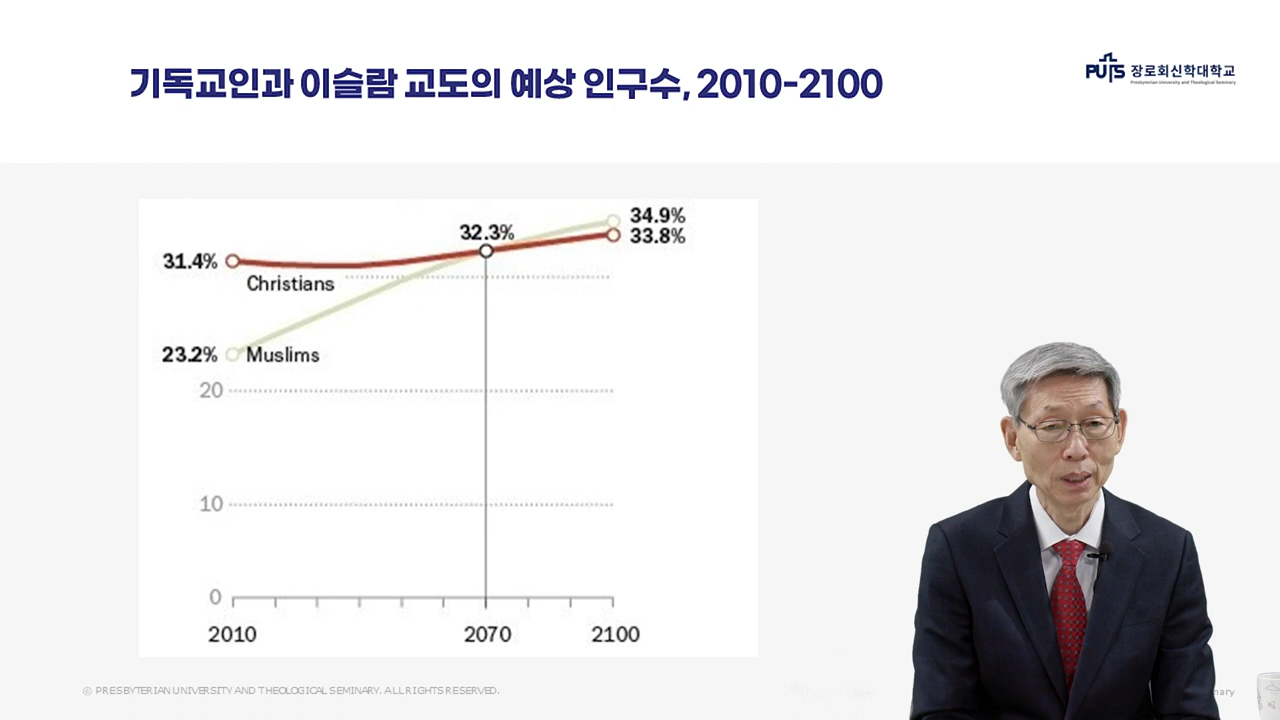 기독교인과 이슬람 교도의 예상 인구수, 2010-2100
PUTS 장로회신학대학교
Presbyterian University and Theological Seminary
34.9%
32.3%
33.8%
31.4%
Christians
23.2% Muslims
20
10
0
2010 2070 2100
© PRESBYTERIAN UNIVERSITY AND THEOLOGICAL SEMINARY. ALL RIGHTS RESERVED.